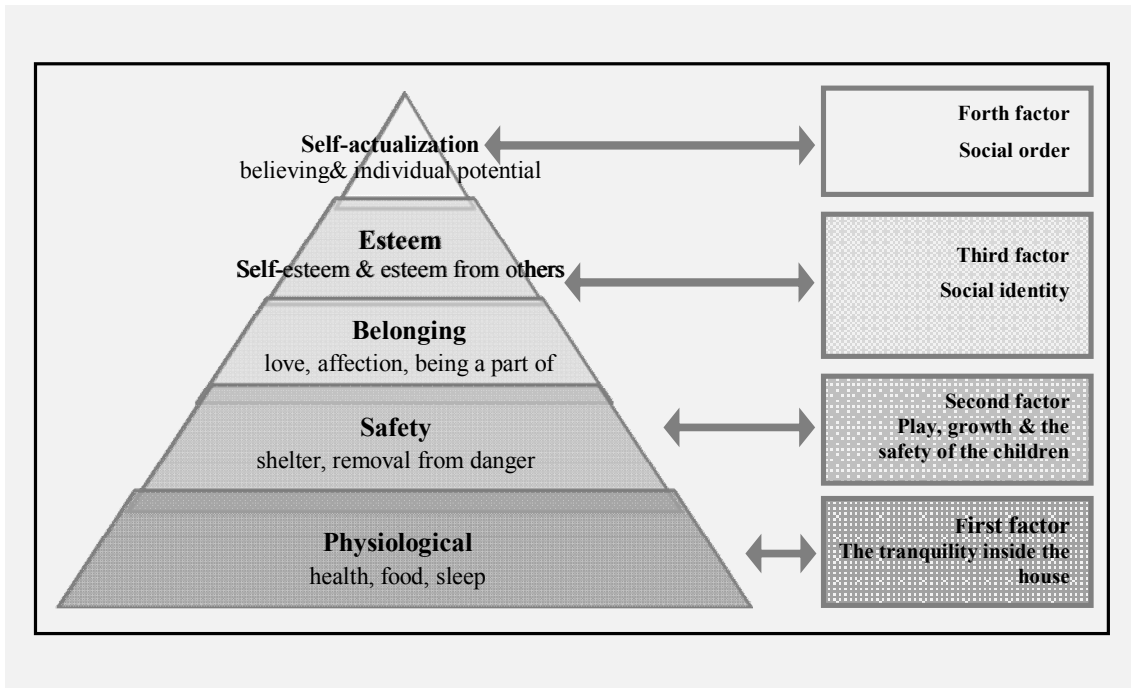 Self-actualization
believing& individual potential
Esteem
Self-esteem & esteem from others
Belonging
love, affection, being a part of
Safety
shelter, removal from danger
Physiological
health, food, sleep
Forth factor
Social order
Third factor
Social identity
Second factor
Play, growth & the
safety of the children
First factor
The tranquility inside the
house